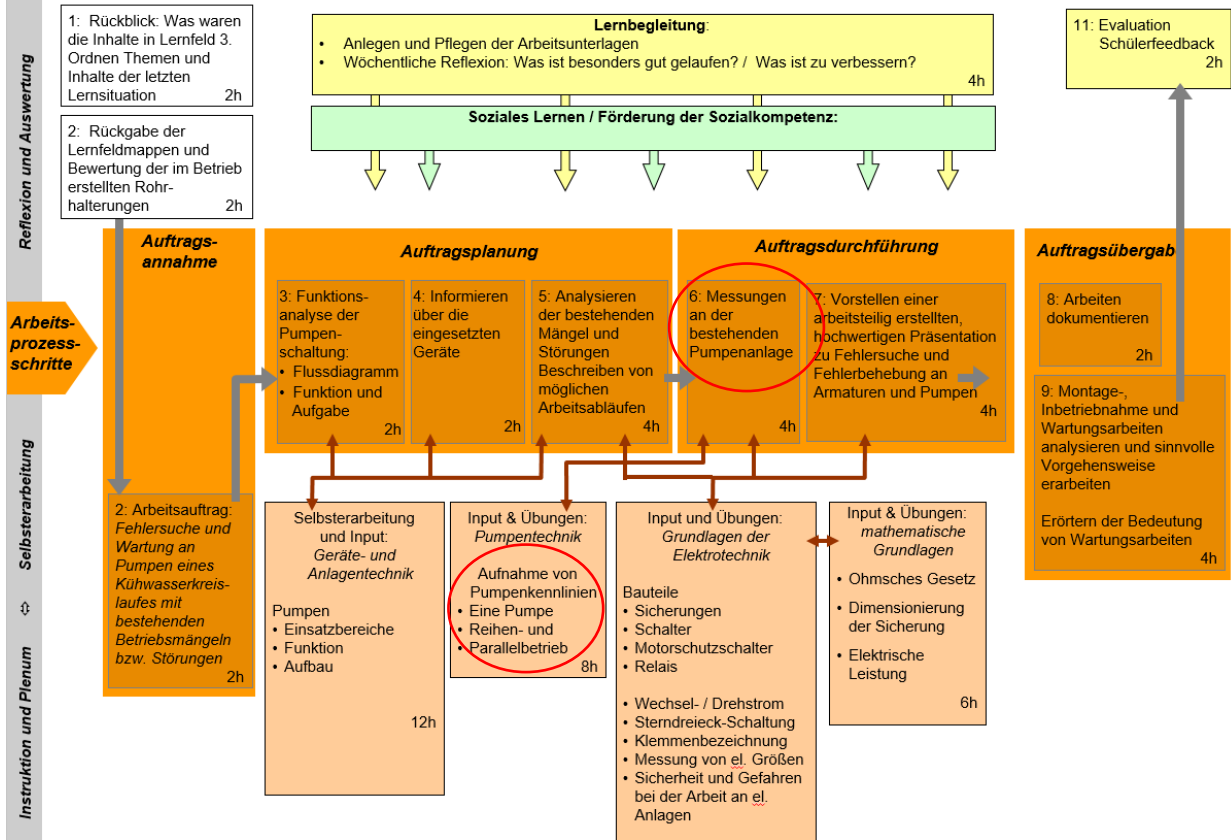 1: Rückblick: Was waren
die Inhalte in Lernfeld 3.
Ordnen Themen und
Inhalte der letzten
Lernsituation
2h
2: Rückgabe der
Lernfeldmappen und
Bewertung der im Betrieb
erstellten Rohr-
halterungen
2h
Lernbegleitung:
• Anlegen und Pflegen der Arbeitsunterlagen
• Wöchentliche Reflexion: Was ist besonders gut gelaufen? / Was ist zu verbessern?
4h
Soziales Lernen / Förderung der Sozialkompetenz:
11: Evaluation
Schülerfeedback
2h
Reflexion und Auswertung
Arbeits-
prozess-
schritte
Selbsterarbeitung
⇔
Instruktion und Plenum
Auftrags-
annahme
2: Arbeitsauftrag:
Fehlersuche und
Wartung an
Pumpen eines
Kühwasserkreis-
laufes mit
bestehenden
Betriebsmängeln
bzw. Störungen
2h
Auftragsplanung
3: Funktions-
analyse der
Pumpen-
schaltung:
• Flussdiagramm
• Funktion und
Aufgabe
2h
4: Informieren
über die
eingesetzten
Geräte
2h
5: Analysieren
der bestehenden
Mängel und
Störungen
Beschreiben von
möglichen
Arbeitsabläufen
4h
Auftragsdurchführung
6: Messungen
an der
bestehenden
Pumpenanlage
4h
7: Vorstellen einer
arbeitsteilig erstellten,
hochwertigen Präsentation
zu Fehlersuche und
Fehlerbehebung an
Armaturen und Pumpen
4h
Auftragsübergabe
8: Arbeiten
dokumentieren
2h
9: Montage-,
Inbetriebnahme und
Wartungsarbeiten
analysieren und sinnvolle
Vorgehensweise
erarbeiten
Erörtern der Bedeutung
von Wartungsarbeiten
4h
Selbsterarbeitung
und Input:
Geräte- und
Anlagentechnik
Pumpen
• Einsatzbereiche
• Funktion
• Aufbau
12h
Input & Übungen:
Pumpentechnik
Aufnahme von
Pumpenkennlinien
• Eine Pumpe
• Reihen- und
• Parallelbetrieb
8h
Input und Übungen:
Grundlagen der
Elektrotechnik
Bauteile
• Sicherungen
• Schalter
• Motorschutzschalter
• Relais
• Wechsel- / Drehstrom
• Sterndreieck-Schaltung
• Klemmenbezeichnung
• Messung von el. Größen
• Sicherheit und Gefahren
bei der Arbeit an el.
Anlagen
Input & Übungen:
mathematische
Grundlagen
• Ohmsches Gesetz
• Dimensionierung
der Sicherung
• Elektrische
Leistung
6h